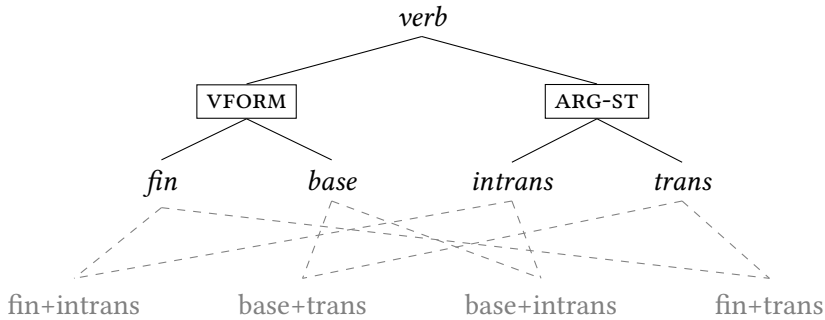 verb
VFORM ARG-ST
fin base intrans trans
fin+intrans base+trans base+intrans fin+trans